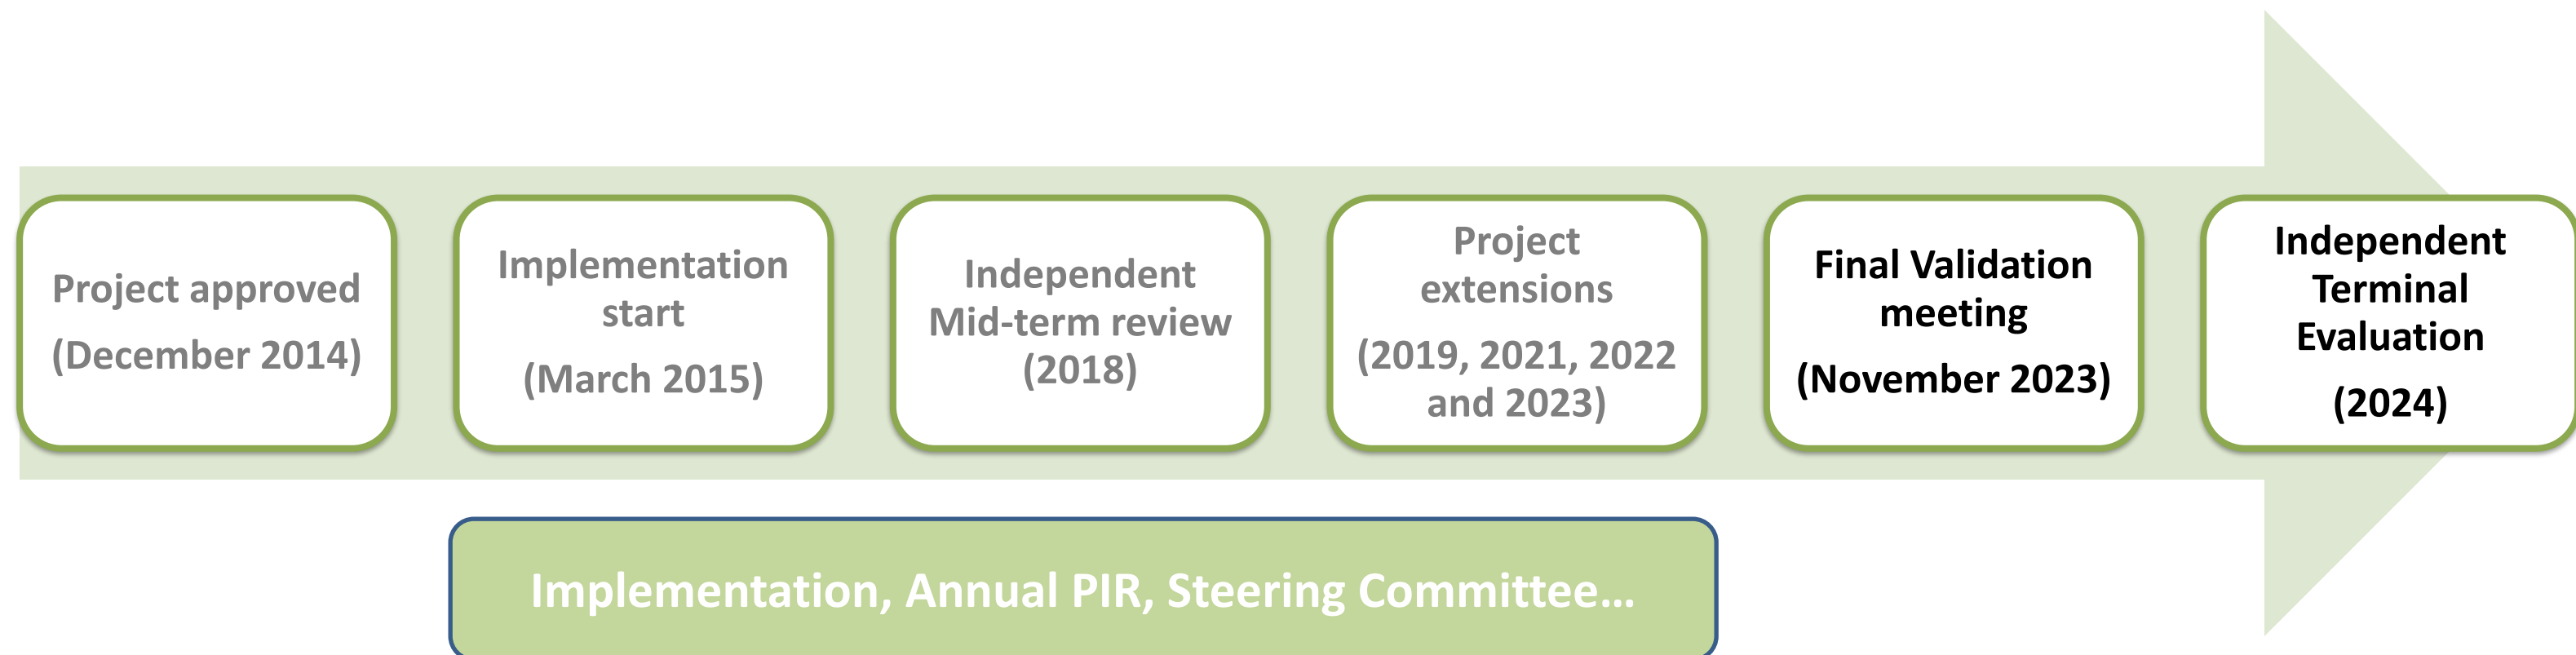 Project approved
(December 2014)
Implementation
start
(March 2015)
Independent
Mid-term review
(2018)
Project
extensions
(2019, 2021, 2022
and 2023)
Final Validation
meeting
(November 2023)
Independent
Terminal
Evaluation
(2024)
Implementation, Annual PIR, Steering Committee...